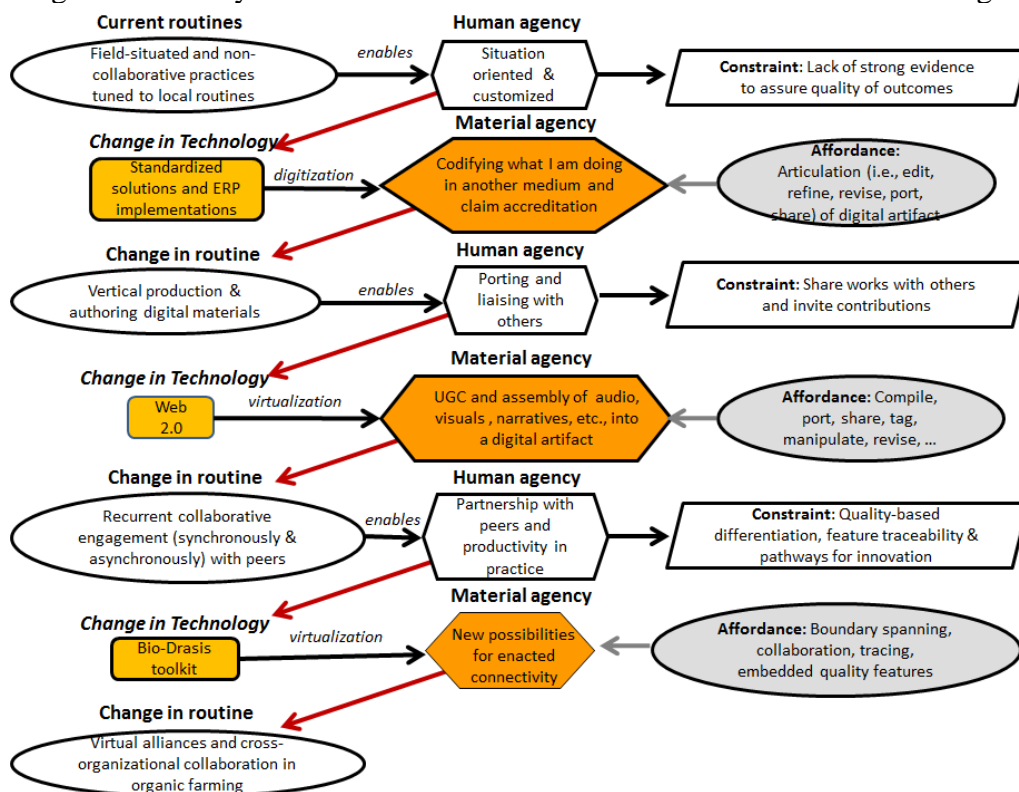 Current routines
Human agency
Field-situated and non-
collaborative practices
tuned to local routines
enables
Situation
oriented &
customized
Constraint: Lack of strong evidence
to assure quality of outcomes
Change in Technology
Material agency
Standardized
solutions and ERP
implementations
digitization
Codifying what I am doing
in another medium and
claim accreditation
Affordance:
Articulation (i.e., edit,
refine, revise, port,
share) of digital artifact
Change in routine
Human agency
Vertical production &
authoring digital materials
enables
Porting and
liaising with
others
Constraint: Share works with others
and invite contributions
Change in Technology
Material agency
Web
2.0
virtualization
UGC and assembly of audio,
visuals , narratives, etc., into
a digital artifact
Affordance: Compile,
port, share, tag,
manipulate, revise, ...
Change in routine
Human agency
Recurrent collaborative
engagement (synchronously &
asynchronously) with peers
enables
Partnership with
peers and
productivity in
practice
Constraint: Quality-based
differentiation, feature traceability &
pathways for innovation
Change in Technology
Material agency
Bio-Drasis
toolkit
virtualization
New possibilities
for enacted
connectivity
Affordance: Boundary spanning,
collaboration, tracing,
embedded quality features
Change in routine
Virtual alliances and cross-
organizational collaboration in
organic farming